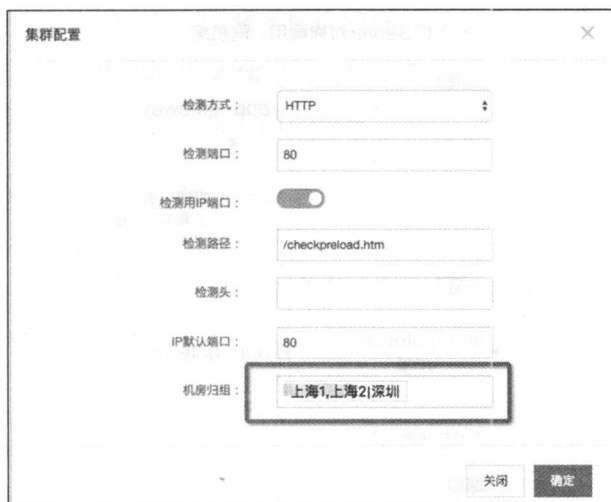 集群配置
检测方式：
HTTP
检测端口：
80
检测用IP端口：
检测路径：
/checkpreload.htm
检测头：
IP默认端口：
80
机房归组：
上海1,上海2|深圳
关闭
确定